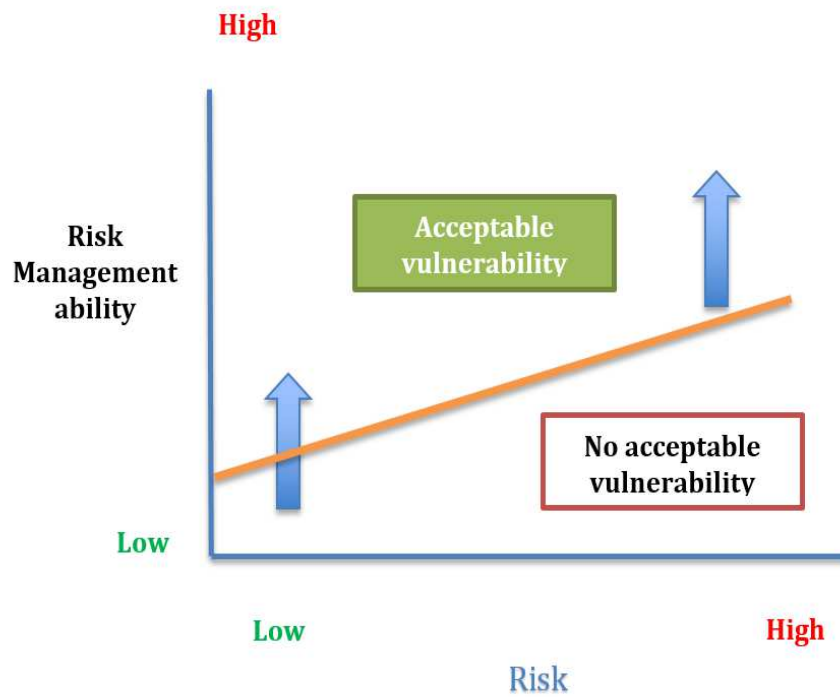 High
Risk
Management
ability
Acceptable
vulnerability
No acceptable
vulnerability
Low
Low
High
Risk